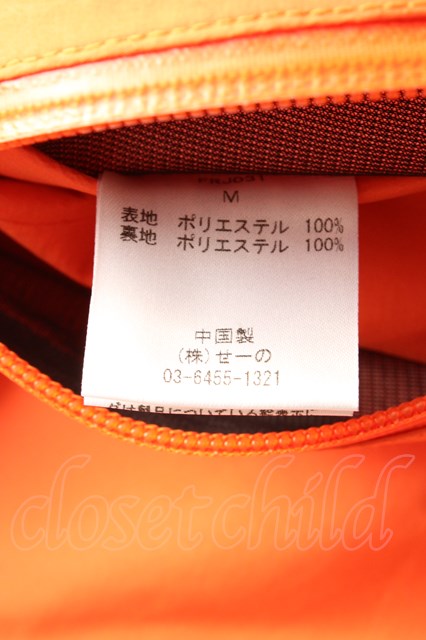 M
表地 ポリエステル 100%
裏地 ポリエステル 100%
中国製
(株)せーの
03-6455-1321
closetchild